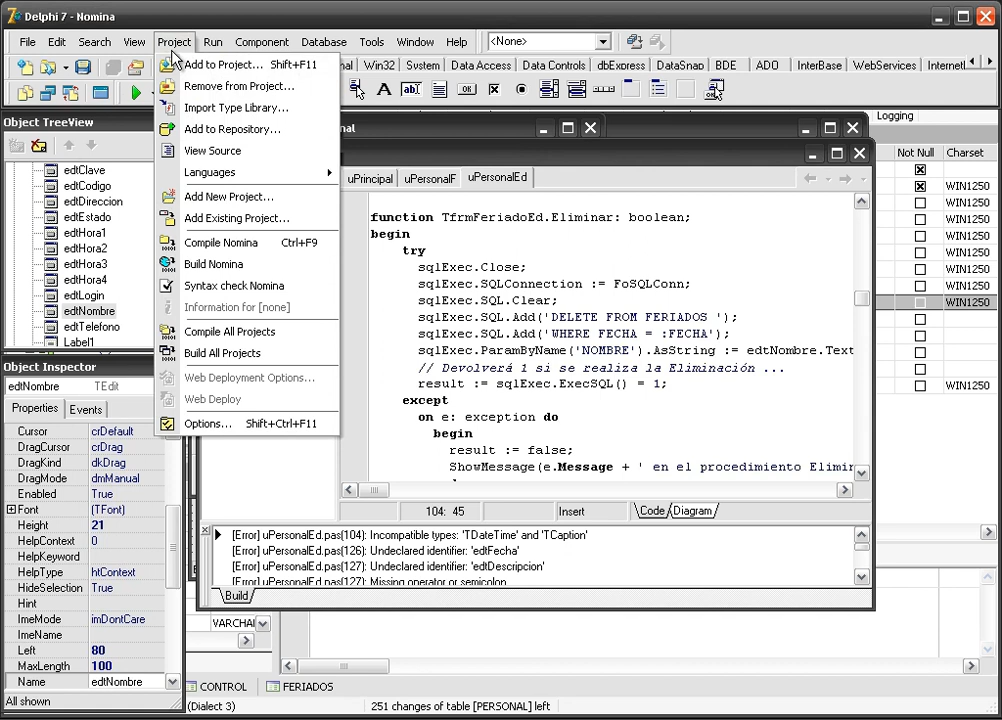 Delphi 7 - Nomina
File Edit Search View Project Run Component Database Tools Window Help <None>
Win32 System Data Access Data Controls dbExpress DataSnap BDE ADO InterBase WebServices
Add to Project... Shift+F11
Remove from Project...
Import Type Library...
Add to Repository...
View Source
Languages
Add New Project...
Add Existing Project...
Compile Nomina Ctrl+F9
Build Nomina
Syntax check Nomina
Information for [none]
Compile All Projects
Build All Projects
Web Deployment Options...
Web Deploy
Options... Shift+Ctrl+F11
Object TreeView
edtClave
edtCodigo
edtDireccion
edtEstado
edtHora1
edtHora2
edtHora3
edtHora4
edtLogin
edtNombre
edtTelefono
Label1
Object Inspector
edtNombre TEdit
Properties Events
Cursor crDefault
DragCursor crDrag
DragKind dkDrag
DragMode dmManual
Enabled True
Font (TFont)
Height 21
HelpContext 0
HelpKeyword
HelpType htContext
HideSelection True
Hint
ImeMode imDontCare
ImeName
Left 80
MaxLength 100
Name edtNombre
All shown
uPrincipal uPersonalF uPersonalEd
function TfrmFeriadoEd.Eliminar: boolean;
begin
try
sqlExec.Close;
sqlExec.SQLConnection := FoSQLConn;
sqlExec.SQL.Clear;
sqlExec.SQL.Add('DELETE FROM FERIADOS ');
sqlExec.SQL.Add('WHERE FECHA = :FECHA');
sqlExec.ParamByName('NOMBRE').AsString := edtNombre.Text
// Devolverá 1 si se realiza la Eliminación ...
result := sqlExec.ExecSQL() = 1;
except
on e: exception do
begin
result := false;
ShowMessage(e.Message + ' en el procedimiento Elimin
104: 45 Insert Code Diagram
[Error] uPersonalEd.pas(104): Incompatible types: 'TDateTime' and 'TCaption'
[Error] uPersonalEd.pas(126): Undeclared identifier: 'edtFecha'
[Error] uPersonalEd.pas(127): Undeclared identifier: 'edtDescripcion'
[Error] uPersonalEd.pas(127): Missing operator or semicolon
Build
Logging
Not Null Charset
WIN1250
WIN1250
WIN1250
WIN1250
WIN1250
WIN1250
WIN1250
WIN1250
WIN1250
VARCHAR
CONTROL FERIADOS
(Dialect 3) 251 changes of table [PERSONAL] left